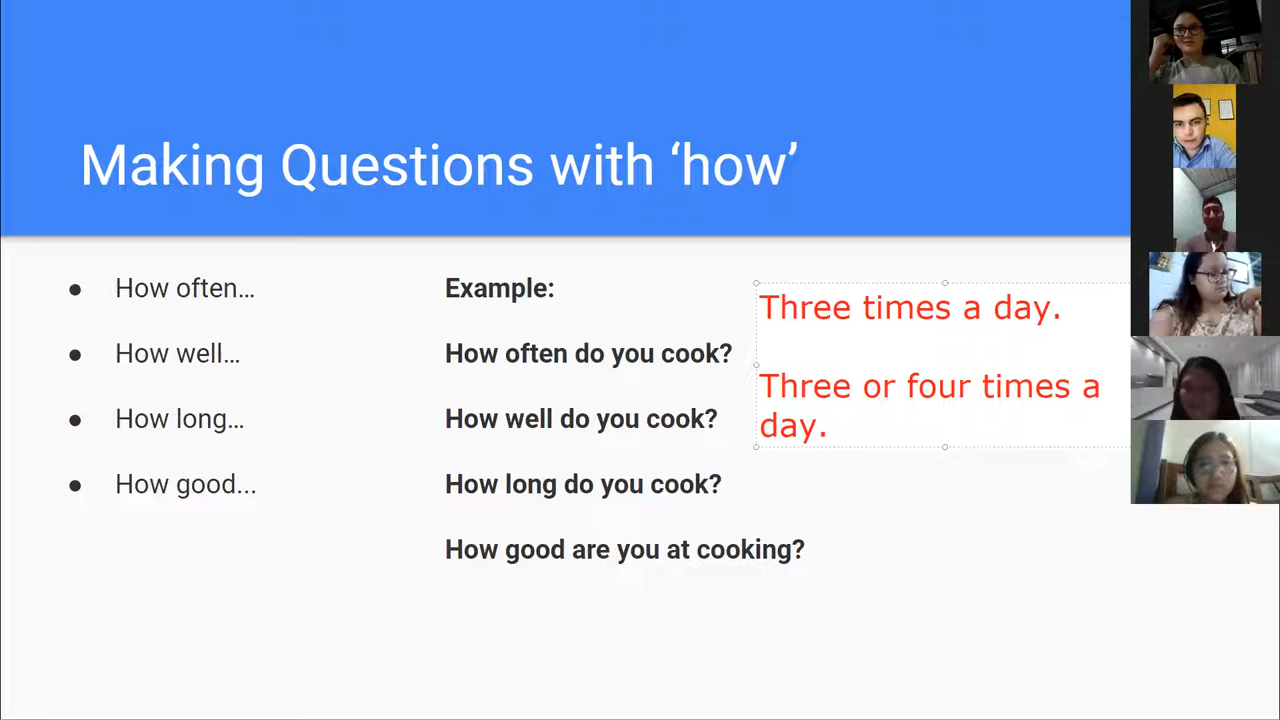 Making Questions with ‘how’
● How often…
● How well…
● How long…
● How good...
Example:
How often do you cook?
How well do you cook?
How long do you cook?
How good are you at cooking?
Three times a day.
Three or four times a
day.